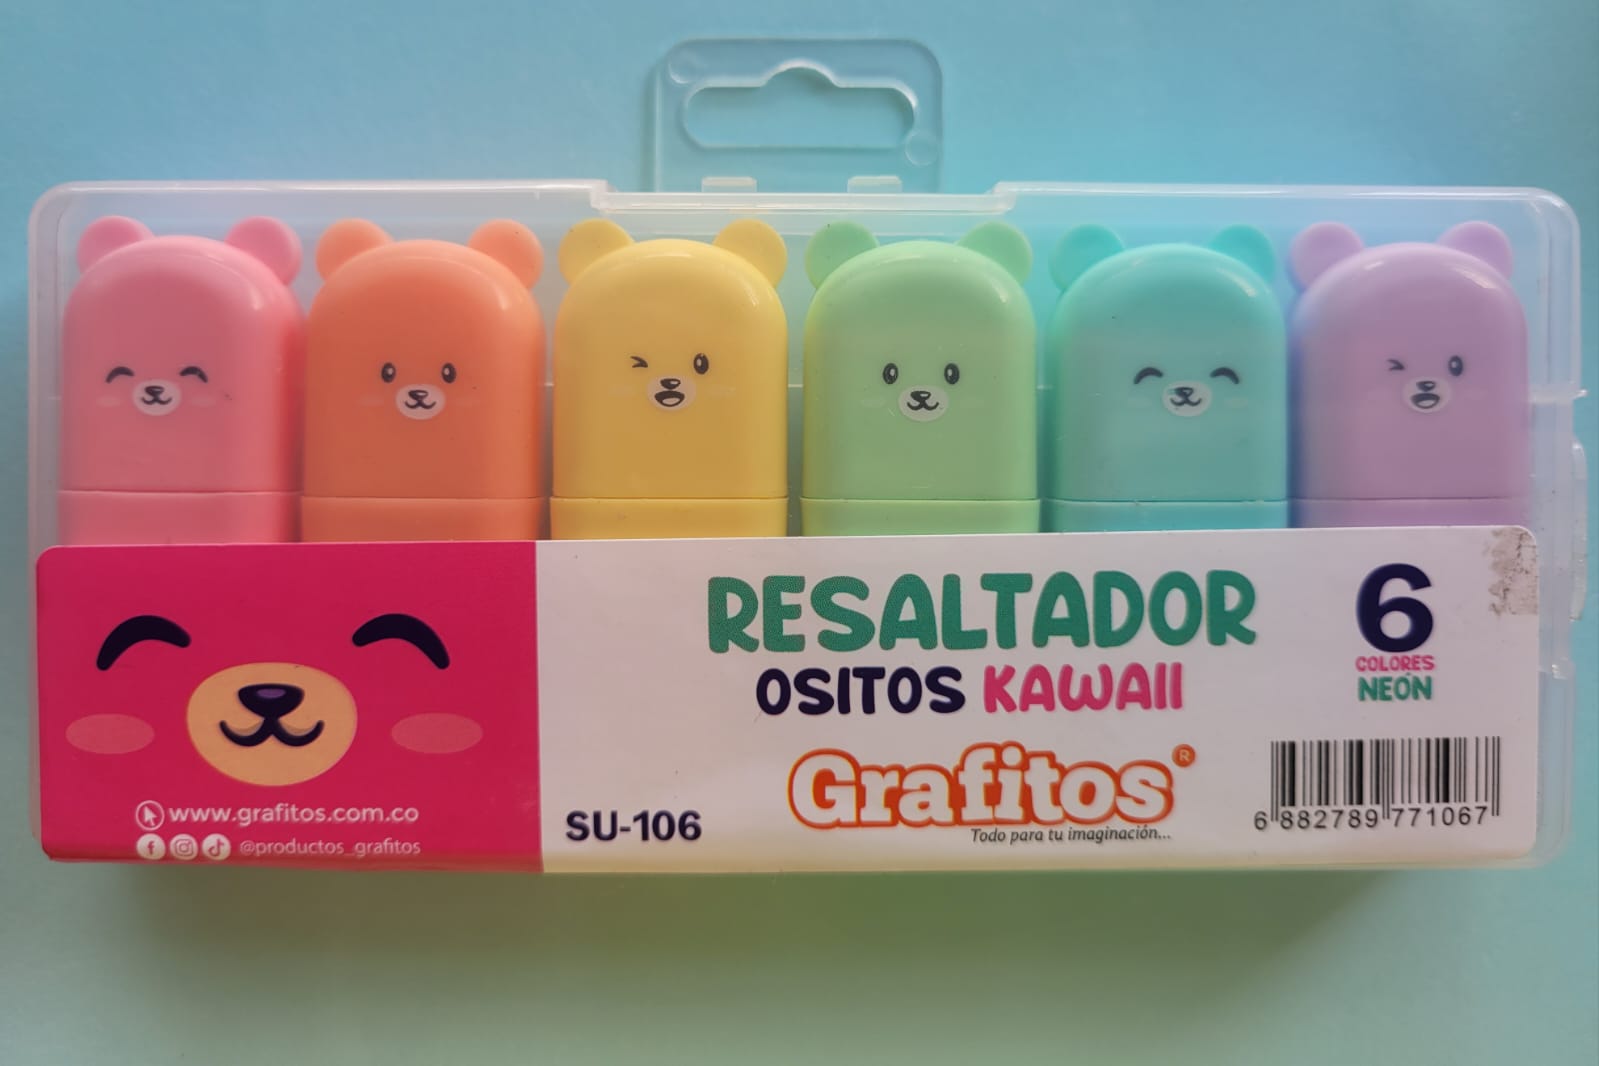 RESALTADOR
OSITOS KAWAII
6
COLORES
NEÓN
Grafitos®
Todo para tu imaginación...
SU-106
6 882789 771067
www.grafitos.com.co
@productos_grafitos